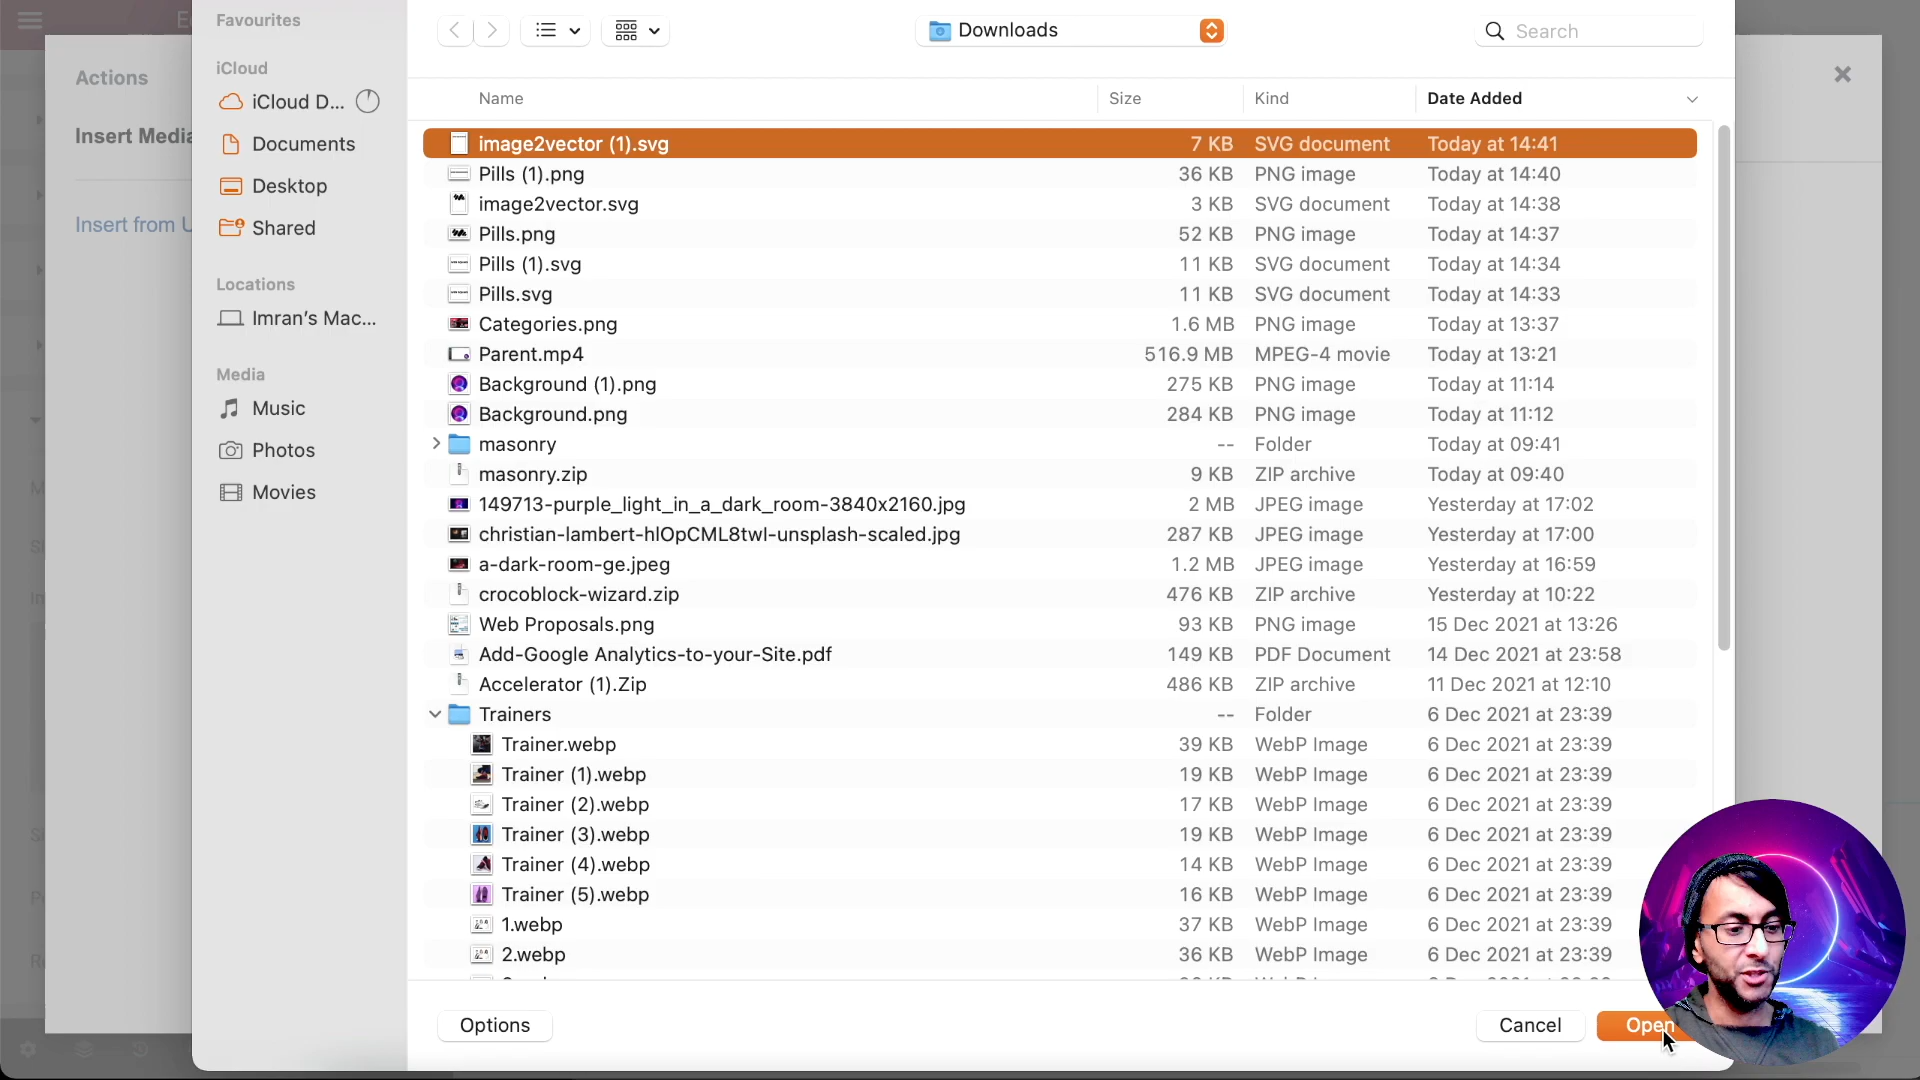 Actions
Insert Media
Insert from U
Favourites
iCloud
iCloud D...
Documents
Desktop
Shared
Locations
Imran's Mac...
Media
Music
Photos
Movies
Downloads
Search
Name Size Kind Date Added
image2vector (1).svg 7 KB SVG document Today at 14:41
Pills (1).png 36 KB PNG image Today at 14:40
image2vector.svg 3 KB SVG document Today at 14:38
Pills.png 52 KB PNG image Today at 14:37
Pills (1).svg 11 KB SVG document Today at 14:34
Pills.svg 11 KB SVG document Today at 14:33
Categories.png 1.6 MB PNG image Today at 13:37
Parent.mp4 516.9 MB MPEG-4 movie Today at 13:21
Background (1).png 275 KB PNG image Today at 11:14
Background.png 284 KB PNG image Today at 11:12
masonry -- Folder Today at 09:41
masonry.zip 9 KB ZIP archive Today at 09:40
149713-purple_light_in_a_dark_room-3840x2160.jpg 2 MB JPEG image Yesterday at 17:02
christian-lambert-hlOpCML8twI-unsplash-scaled.jpg 287 KB JPEG image Yesterday at 17:00
a-dark-room-ge.jpeg 1.2 MB JPEG image Yesterday at 16:59
crocoblock-wizard.zip 476 KB ZIP archive Yesterday at 10:22
Web Proposals.png 93 KB PNG image 15 Dec 2021 at 13:26
Add-Google Analytics-to-your-Site.pdf 149 KB PDF Document 14 Dec 2021 at 23:58
Accelerator (1).Zip 486 KB ZIP archive 11 Dec 2021 at 12:10
Trainers -- Folder 6 Dec 2021 at 23:39
Trainer.webp 39 KB WebP Image 6 Dec 2021 at 23:39
Trainer (1).webp 19 KB WebP Image 6 Dec 2021 at 23:39
Trainer (2).webp 17 KB WebP Image 6 Dec 2021 at 23:39
Trainer (3).webp 19 KB WebP Image 6 Dec 2021 at 23:39
Trainer (4).webp 14 KB WebP Image 6 Dec 2021 at 23:39
Trainer (5).webp 16 KB WebP Image 6 Dec 2021 at 23:39
1.webp 37 KB WebP Image 6 Dec 2021 at 23:39
2.webp 36 KB WebP Image 6 Dec 2021 at 23:39
Options
Cancel
Open